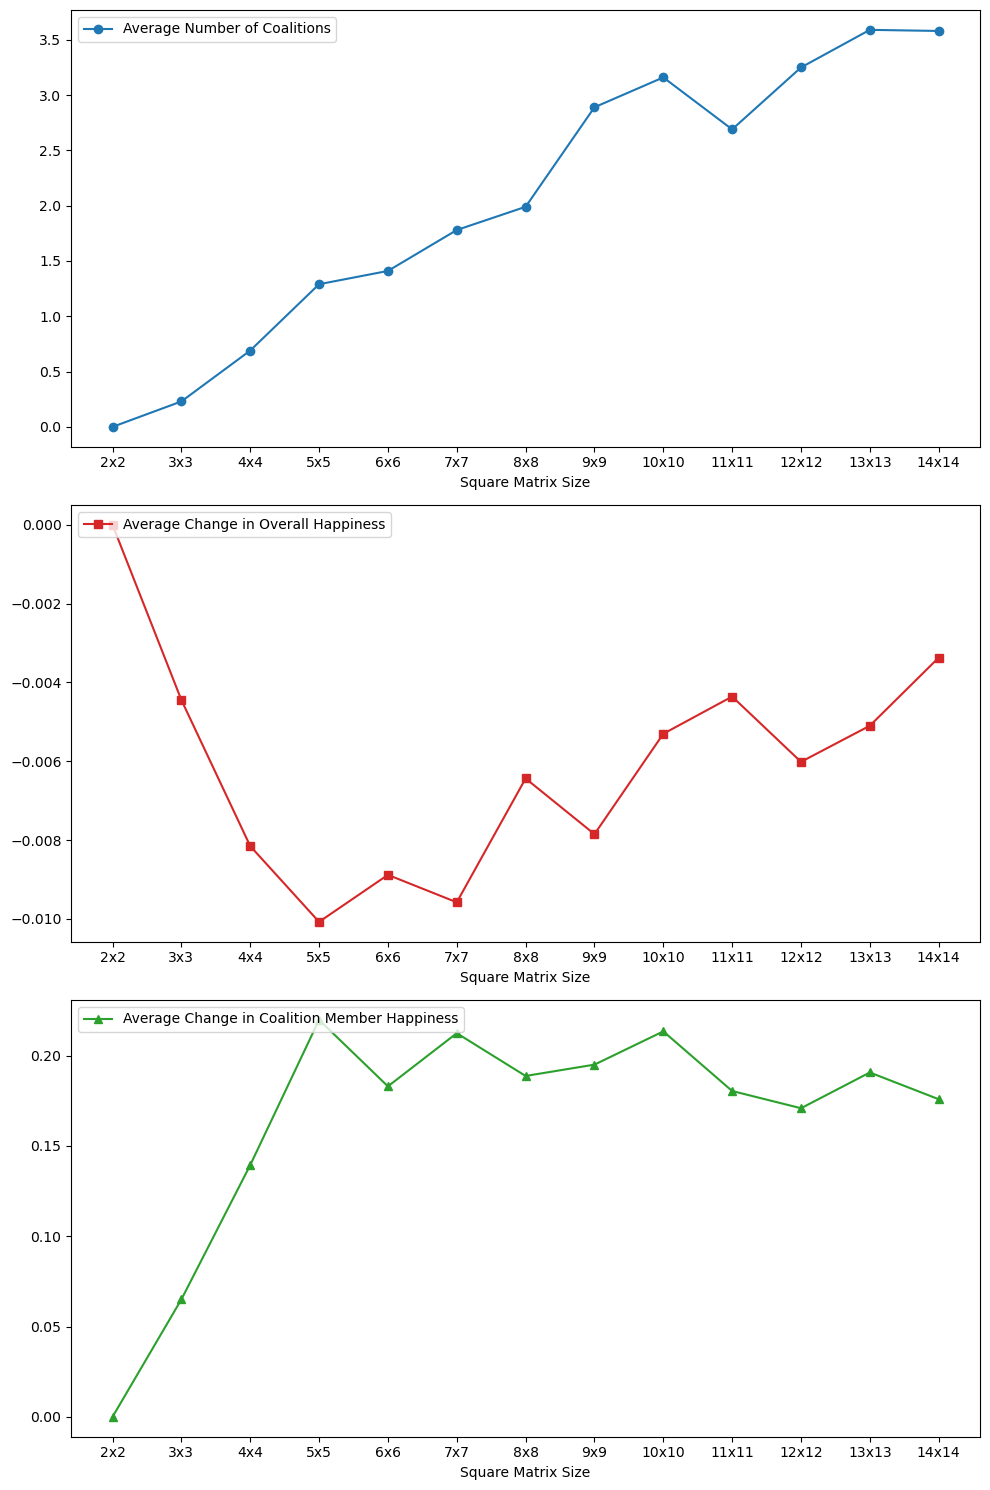 Average Number of Coalitions
3.5
3.0
2.5
2.0
1.5
1.0
0.5
0.0
2x2 3x3 4x4 5x5 6x6 7x7 8x8 9x9 10x10 11x11 12x12 13x13 14x14
Square Matrix Size
Average Change in Overall Happiness
0.000
−0.002
−0.004
−0.006
−0.008
−0.010
2x2 3x3 4x4 5x5 6x6 7x7 8x8 9x9 10x10 11x11 12x12 13x13 14x14
Square Matrix Size
Average Change in Coalition Member Happiness
0.20
0.15
0.10
0.05
0.00
2x2 3x3 4x4 5x5 6x6 7x7 8x8 9x9 10x10 11x11 12x12 13x13 14x14
Square Matrix Size